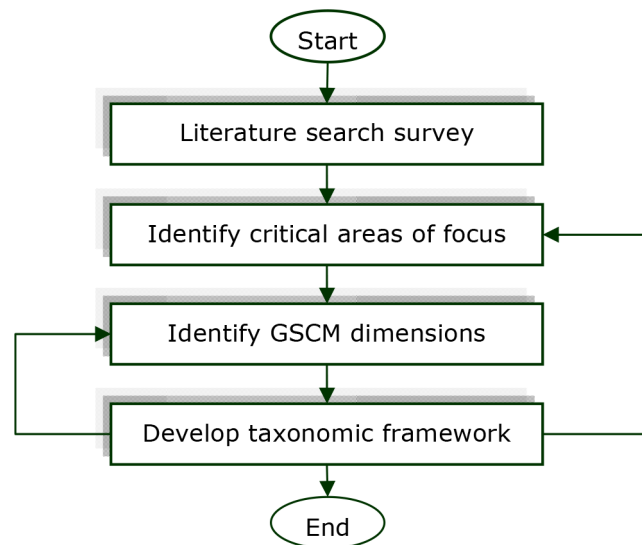 Start
Literature search survey
Identify critical areas of focus
Identify GSCM dimensions
Develop taxonomic framework
End